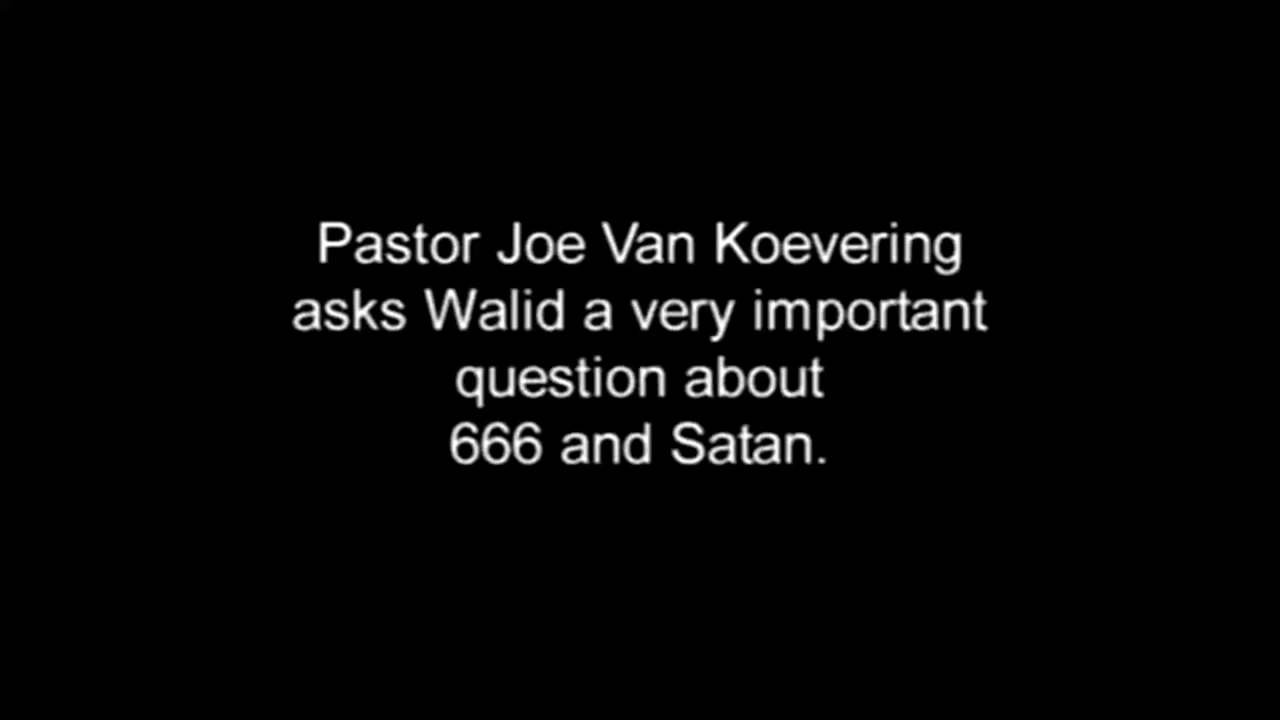 Pastor Joe Van Koevering
asks Walid a very important
question about
666 and Satan.